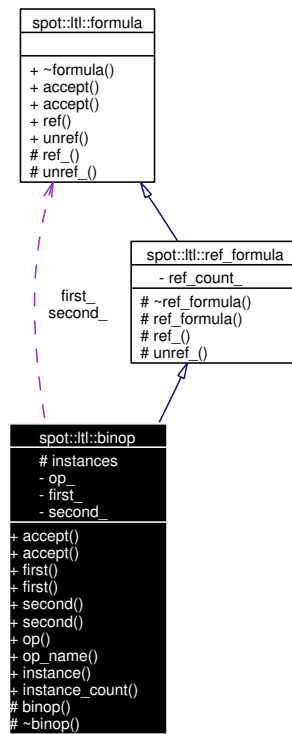 spot::ltl::formula
+ ~formula()
+ accept()
+ accept()
+ ref()
+ unref()
# ref_()
# unref_()
spot::ltl::ref_formula
- ref_count_
# ~ref_formula()
# ref_formula()
# ref_()
# unref_()
first_
second_
spot::ltl::binop
# instances
- op_
- first_
- second_
+ accept()
+ accept()
+ first()
+ first()
+ second()
+ second()
+ op()
+ op_name()
+ instance()
+ instance_count()
# binop()
# ~binop()